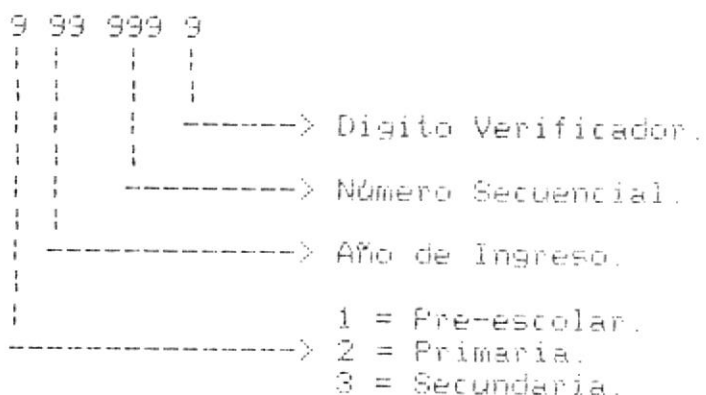 9 99 999 9
Digito Verificador.
Número Secuencial.
Año de Ingreso.
1 = Pre-escolar.
2 = Primaria.
3 = Secundaria.